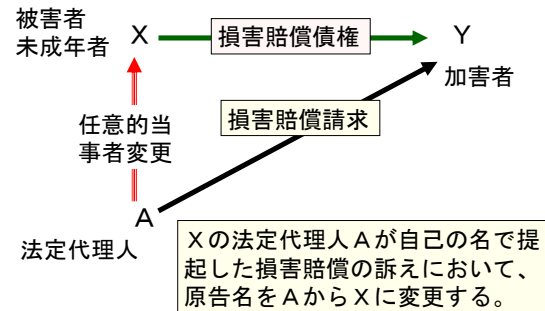 被害者
未成年者
X
損害賠償債権
Y
加害者
任意的当
事者変更
損害賠償請求
A
法定代理人
Xの法定代理人Aが自己の名で提
起した損害賠償の訴えにおいて、
原告名をAからXに変更する。